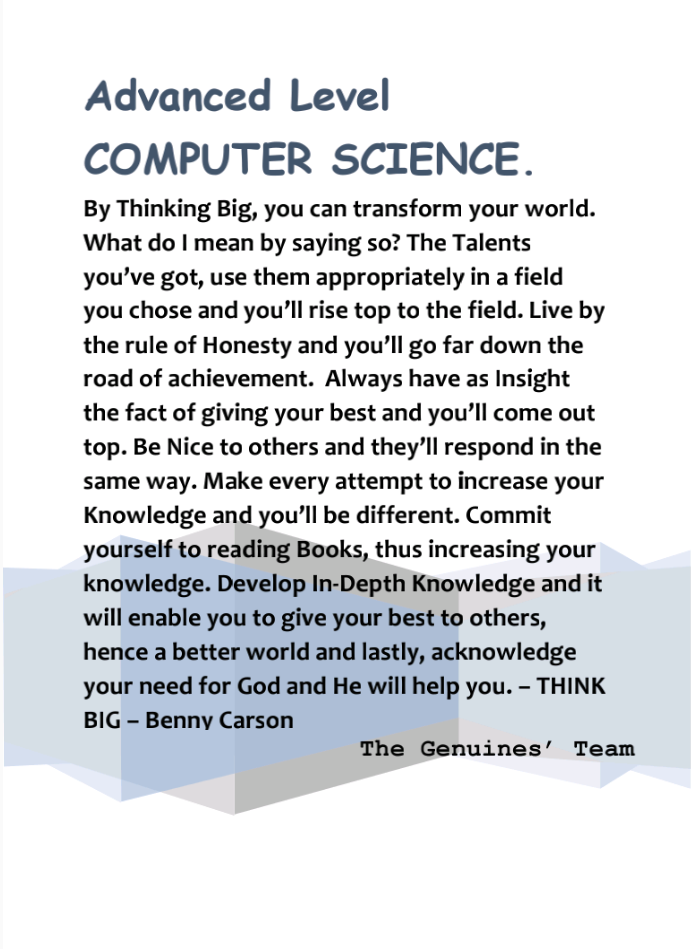 Advanced Level
COMPUTER SCIENCE.
By Thinking Big, you can transform your world.
What do I mean by saying so? The Talents
you’ve got, use them appropriately in a field
you chose and you’ll rise top to the field. Live by
the rule of Honesty and you’ll go far down the
road of achievement.  Always have as Insight
the fact of giving your best and you’ll come out
top. Be Nice to others and they’ll respond in the
same way. Make every attempt to increase your
Knowledge and you’ll be different. Commit
yourself to reading Books, thus increasing your
knowledge. Develop In-Depth Knowledge and it
will enable you to give your best to others,
hence a better world and lastly, acknowledge
your need for God and He will help you. – THINK
BIG – Benny Carson
The Genuines’ Team